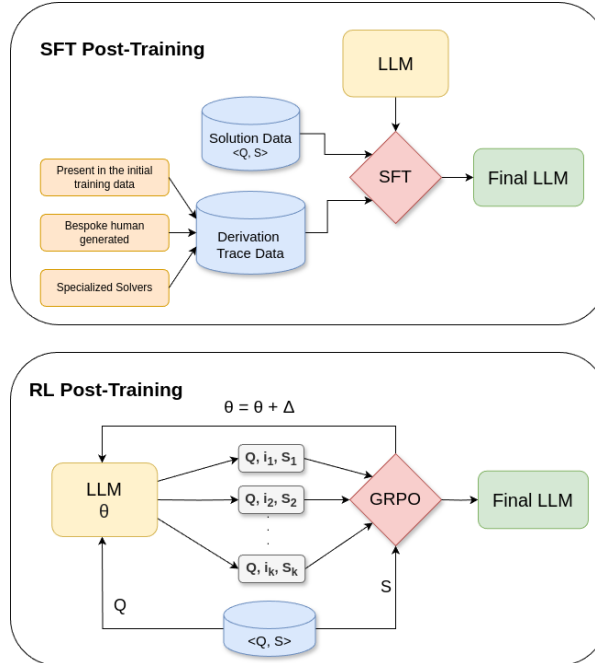 SFT Post-Training
LLM
Solution Data
<Q, S>
Present in the initial
training data
SFT
Final LLM
Bespoke human
generated
Derivation
Trace Data
Specialized Solvers
RL Post-Training
θ = θ + Δ
Q, i₁, S₁
LLM
θ
Q, i₂, S₂
GRPO
Final LLM
.
.
.
Q, iₖ, Sₖ
Q
S
<Q, S>